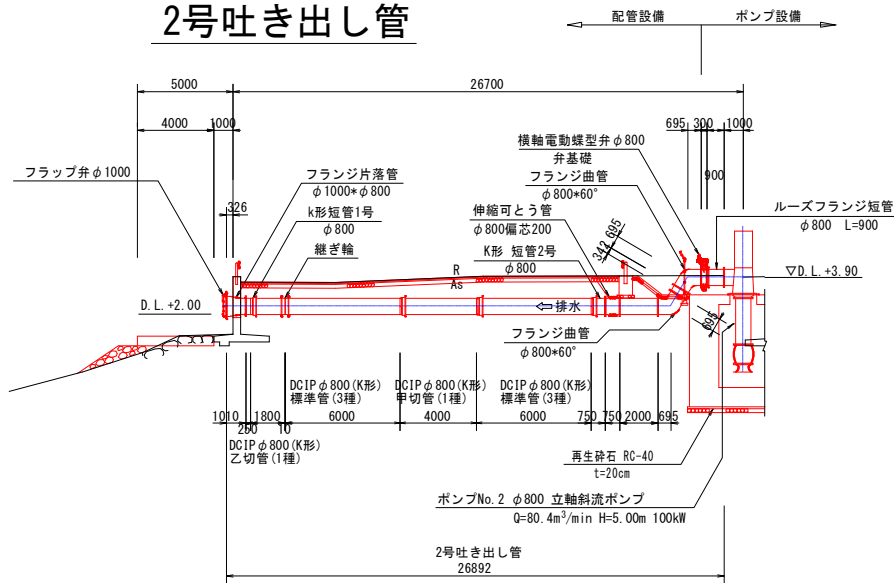 2号吐き出し管
配管設備
ポンプ設備
5000
26700
4000
1000
695
300
1000
横軸電動蝶型弁φ800
弁基礎
900
フラップ弁φ1000
フランジ片落管
φ1000*φ800
フランジ曲管
φ800*60°
326
k形短管1号
φ800
伸縮可とう管
φ800偏芯200
695
342
ルーズフランジ短管
φ800 L=900
継ぎ輪
K形 短管2号
φ800
R
As
▽D.L.+3.90
D.L.+2.00
⇐排水
フランジ曲管
φ800*60°
695
DCIPφ800(K形)
標準管(3種)
DCIPφ800(K形)
甲切管(1種)
DCIPφ800(K形)
標準管(3種)
1010
250
1800
10
6000
4000
6000
750
750
2000
695
DCIPφ800(K形)
乙切管(1種)
再生砕石 RC-40
t=20cm
ポンプNo.2 φ800 立軸斜流ポンプ
Q=80.4m³/min H=5.00m 100kW
2号吐き出し管
26892